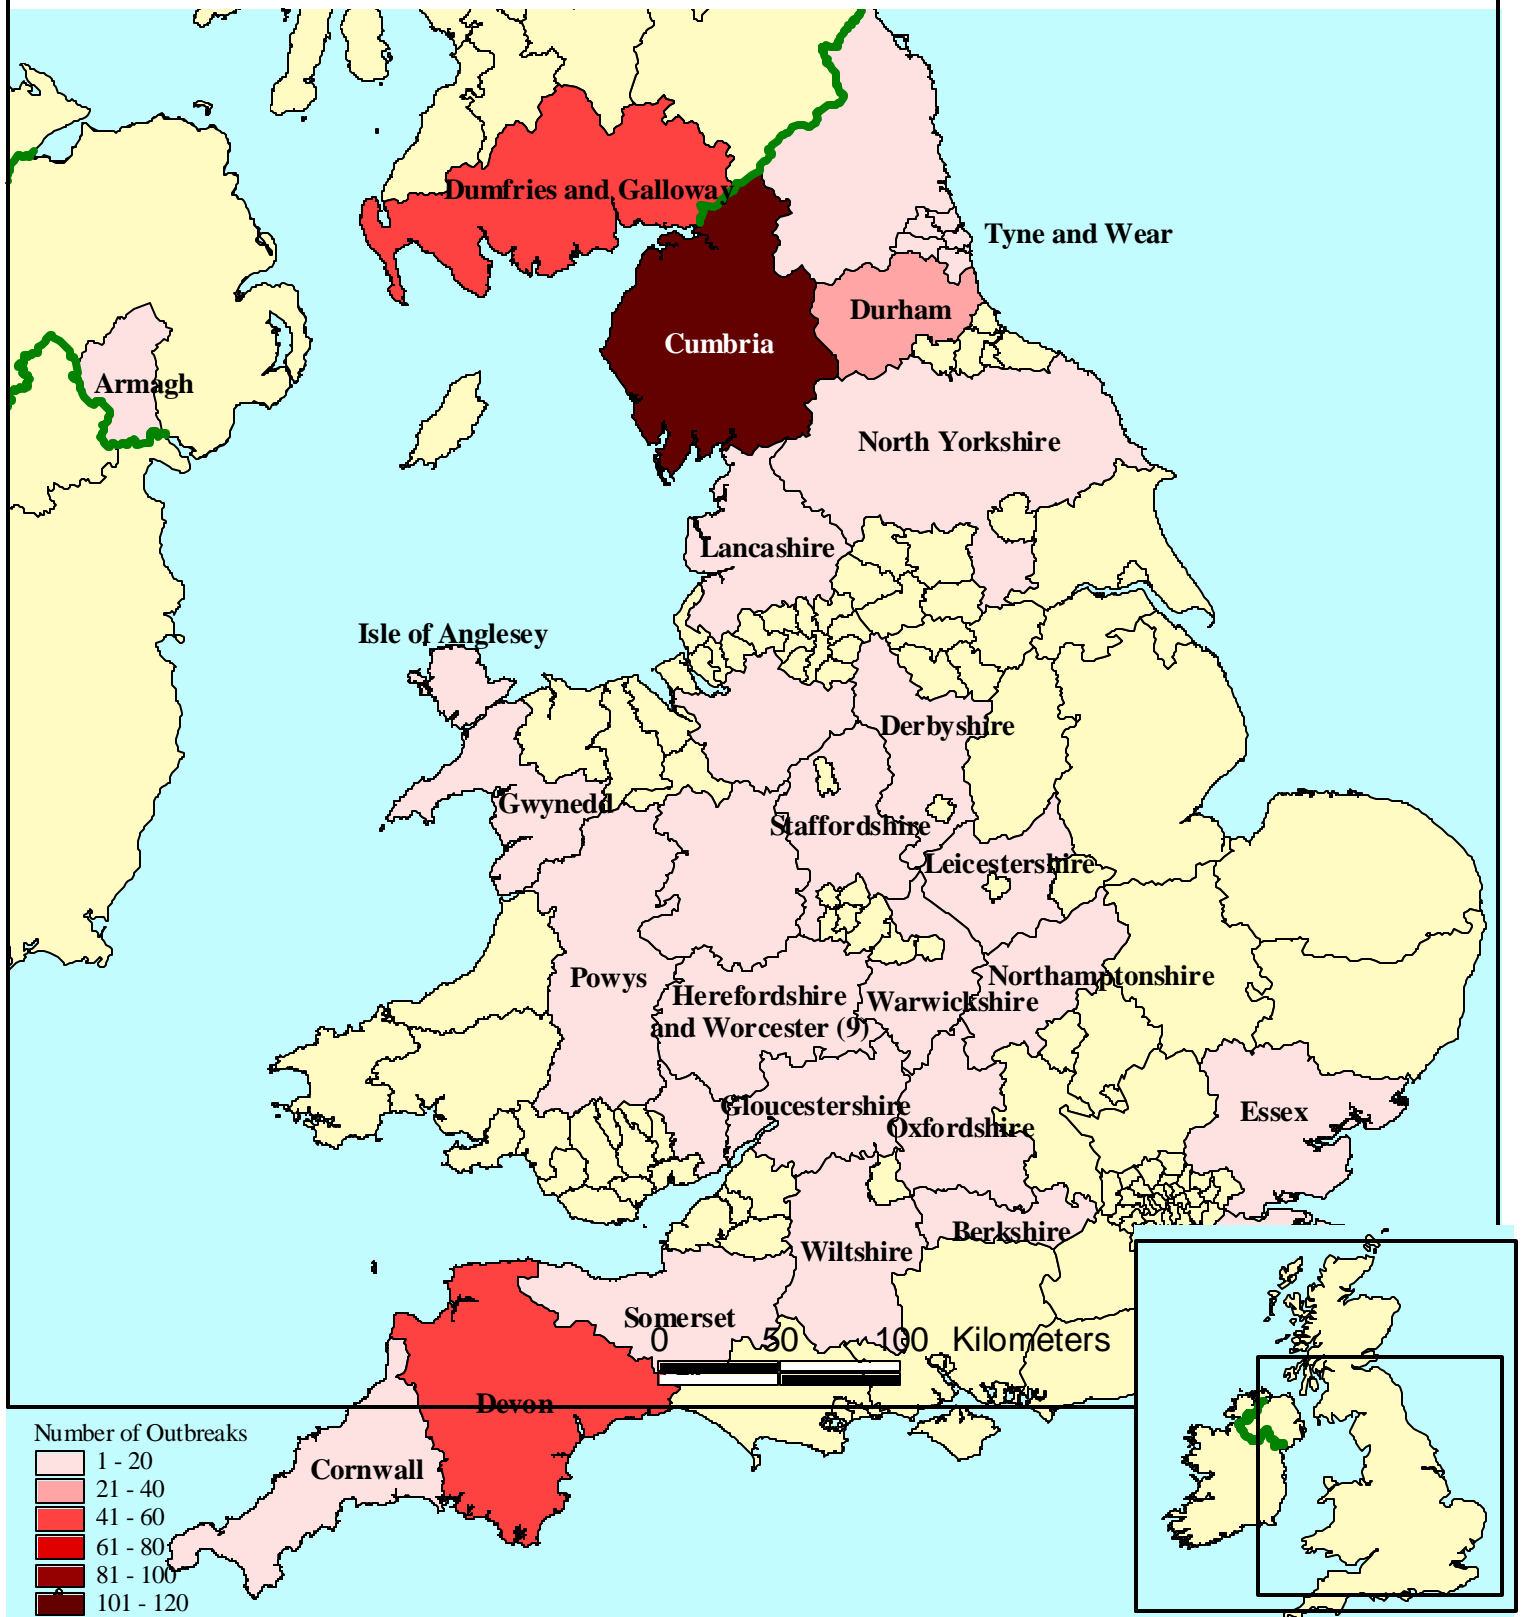 Dumfries and Galloway
Tyne and Wear
Durham
Cumbria
Armagh
North Yorkshire
Lancashire
Isle of Anglesey
Derbyshire
Gwynedd
Staffordshire
Leicestershire
Powys
Northamptonshire
Herefordshire
and Worcester (9)
Warwickshire
Gloucestershire
Essex
Oxfordshire
Berkshire
Wiltshire
Somerset
0 50 100 Kilometers
Devon
Cornwall
Number of Outbreaks
1 - 20
21 - 40
41 - 60
61 - 80
81 - 100
101 - 120